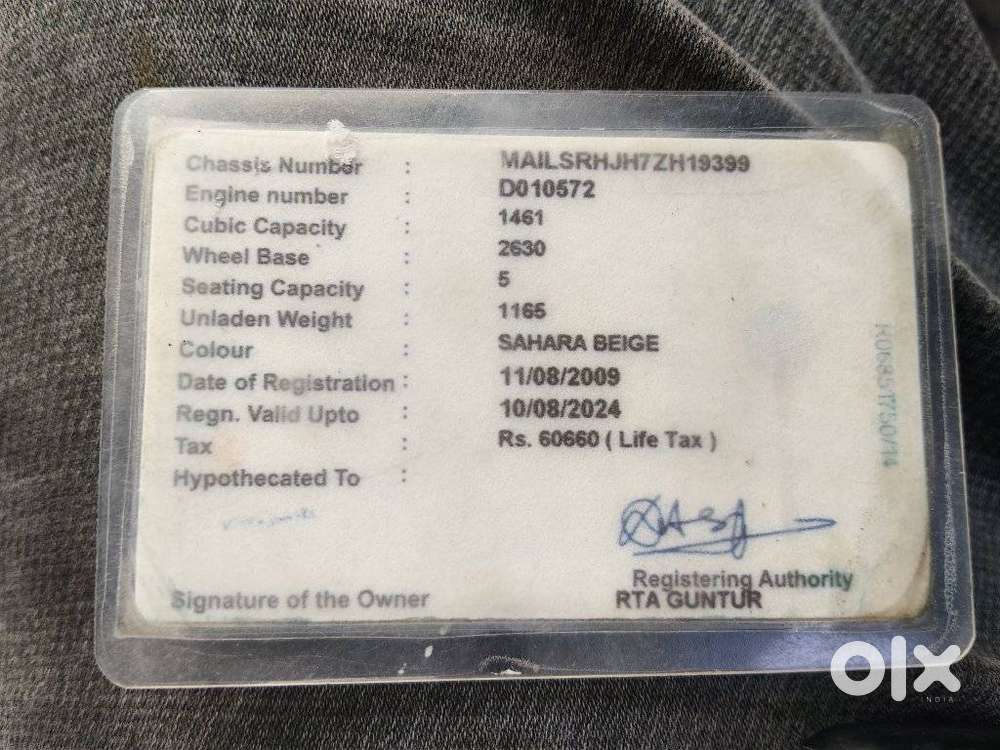 Chassis Number : MAILSRHJH7ZH19399
Engine number : D010572
Cubic Capacity : 1461
Wheel Base : 2630
Seating Capacity : 5
Unladen Weight : 1165
Colour : SAHARA BEIGE
Date of Registration : 11/08/2009
Regn. Valid Upto : 10/08/2024
Tax : Rs. 60660 ( Life Tax )
Hypothecated To :
Registering Authority
Signature of the Owner RTA GUNTUR
olx
INDIA